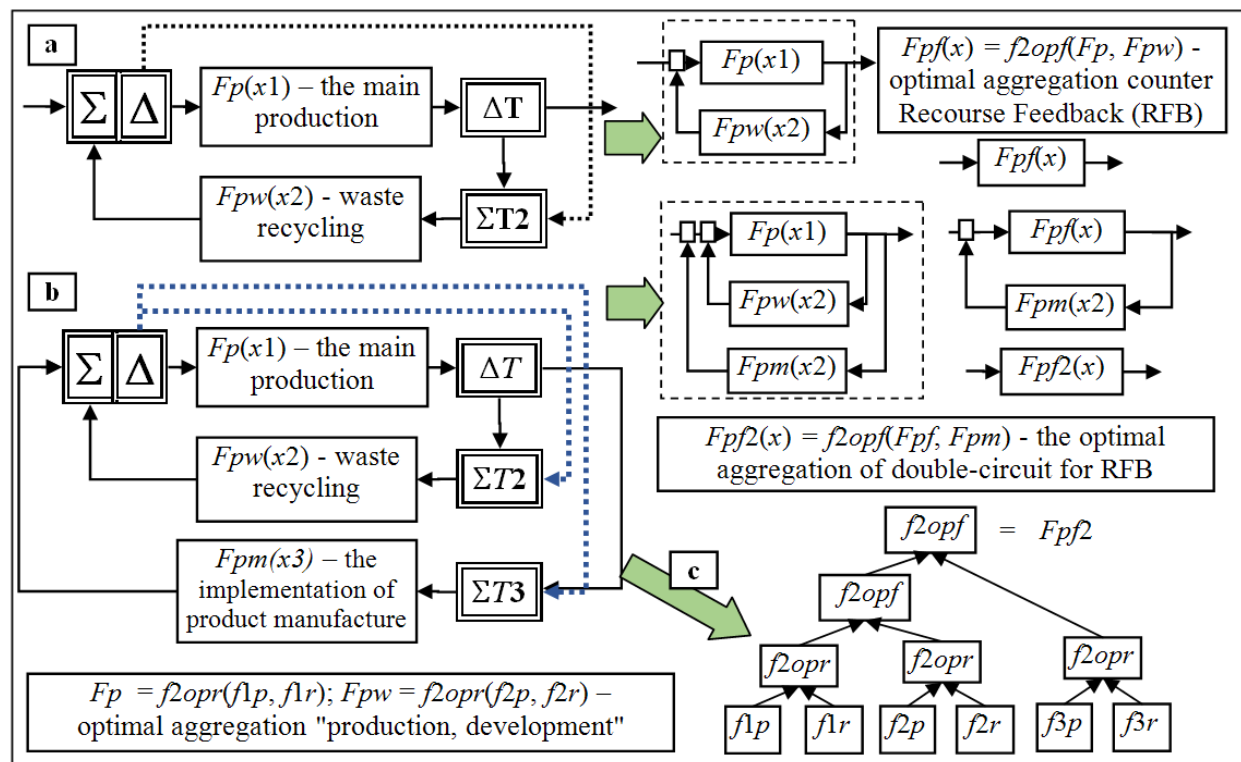 a
Σ Δ
Fp(x1) – the main
production
ΔT
Fpw(x2) - waste
recycling
ΣT2
Fp(x1)
Fpw(x2)
Fpf(x) = f2opf(Fp, Fpw) -
optimal aggregation counter
Recourse Feedback (RFB)
Fpf(x)
b
Σ Δ
Fp(x1) – the main
production
ΔT
Fpw(x2) - waste
recycling
ΣT2
Fpm(x3) – the
implementation of
product manufacture
ΣT3
Fp(x1)
Fpw(x2)
Fpm(x2)
Fpf(x)
Fpm(x2)
Fpf2(x)
Fpf2(x) = f2opf(Fpf, Fpm) - the optimal
aggregation of double-circuit for RFB
c
f2opf = Fpf2
f2opf
f2opr f2opr f2opr
f1p f1r f2p f2r f3p f3r
Fp = f2opr(f1p, f1r); Fpw = f2opr(f2p, f2r) –
optimal aggregation "production, development"